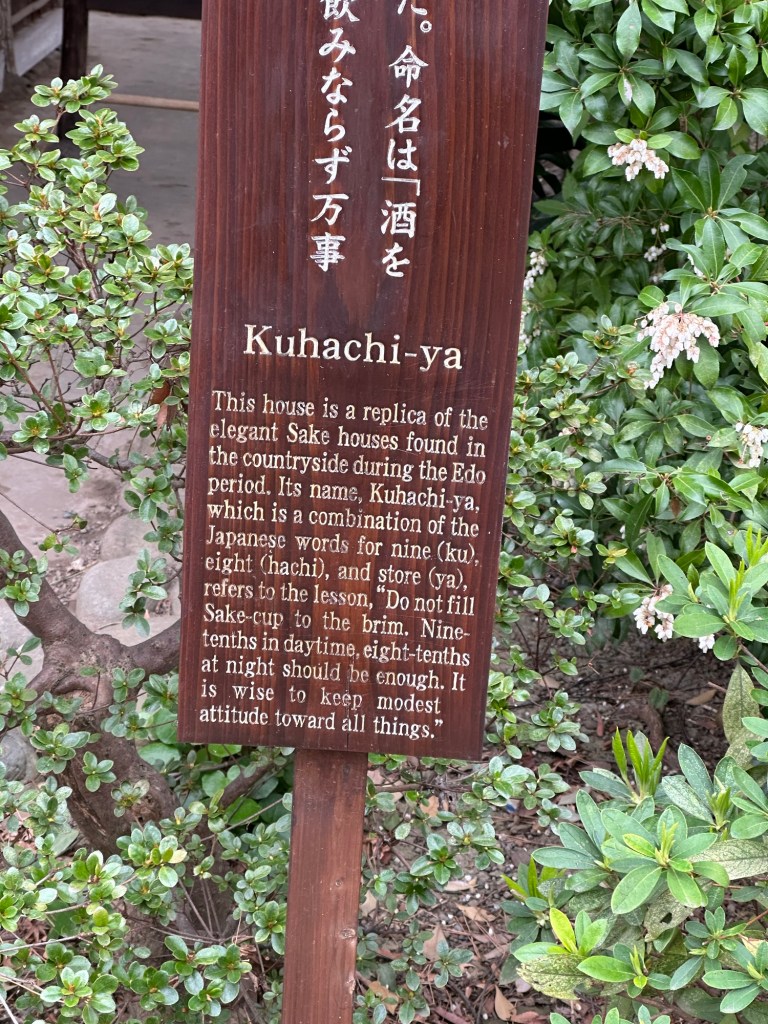 た。命名は「酒を
飲みならず万事
Kuhachi-ya
This house is a replica of the
elegant Sake houses found in
the countryside during the Edo
period. Its name, Kuhachi-ya,
which is a combination of the
Japanese words for nine (ku),
eight (hachi), and store (ya),
refers to the lesson, "Do not fill
Sake-cup to the brim. Nine-
tenths in daytime, eight-tenths
at night should be enough. It
is wise to keep modest
attitude toward all things."